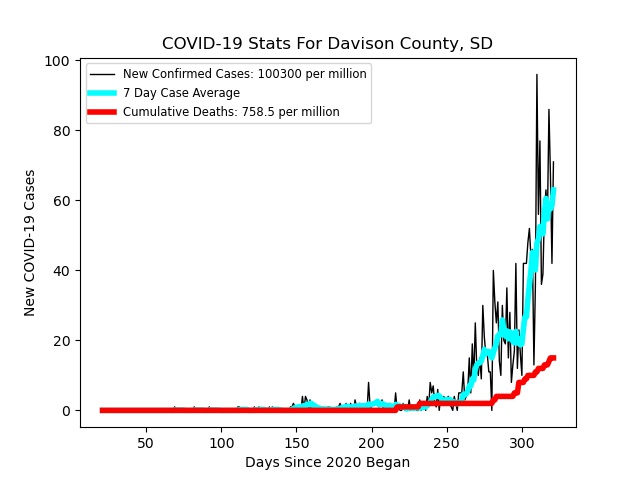 COVID-19 Stats For Davison County, SD
New Confirmed Cases: 100300 per million
7 Day Case Average
Cumulative Deaths: 758.5 per million
New COVID-19 Cases
100
80
60
40
20
0
50 100 150 200 250 300
Days Since 2020 Began